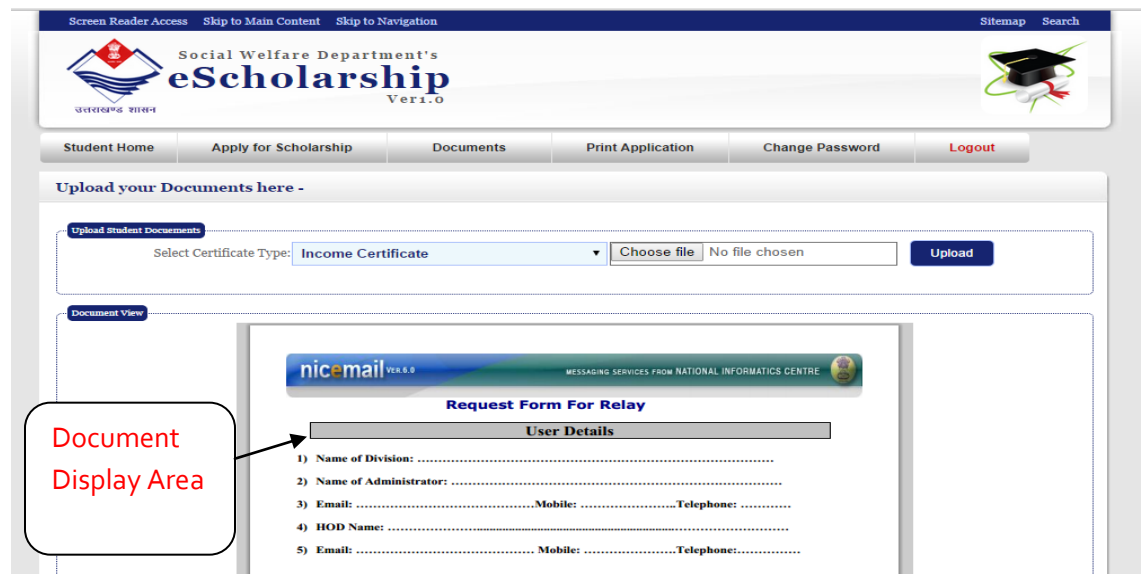 Screen Reader Access Skip to Main Content Skip to Navigation Sitemap Search
Social Welfare Department's
eScholarship
Ver1.0
उत्तराखण्ड शासन
Student Home Apply for Scholarship Documents Print Application Change Password Logout
Upload your Documents here -
Upload Student Docuements
Select Certificate Type: Income Certificate Choose file No file chosen Upload
Document View
nicemail VER.6.0 MESSAGING SERVICES FROM NATIONAL INFORMATICS CENTRE
Request Form For Relay
User Details
Document
Display Area
1) Name of Division: ……………………………………………………………………………
2) Name of Administrator: ………………………………………………………………………
3) Email: …………………………………….Mobile: …………………..Telephone: …………
4) HOD Name: ………………………………………………………………………………………
5) Email: ……………………………………. Mobile: ………………….Telephone:……………